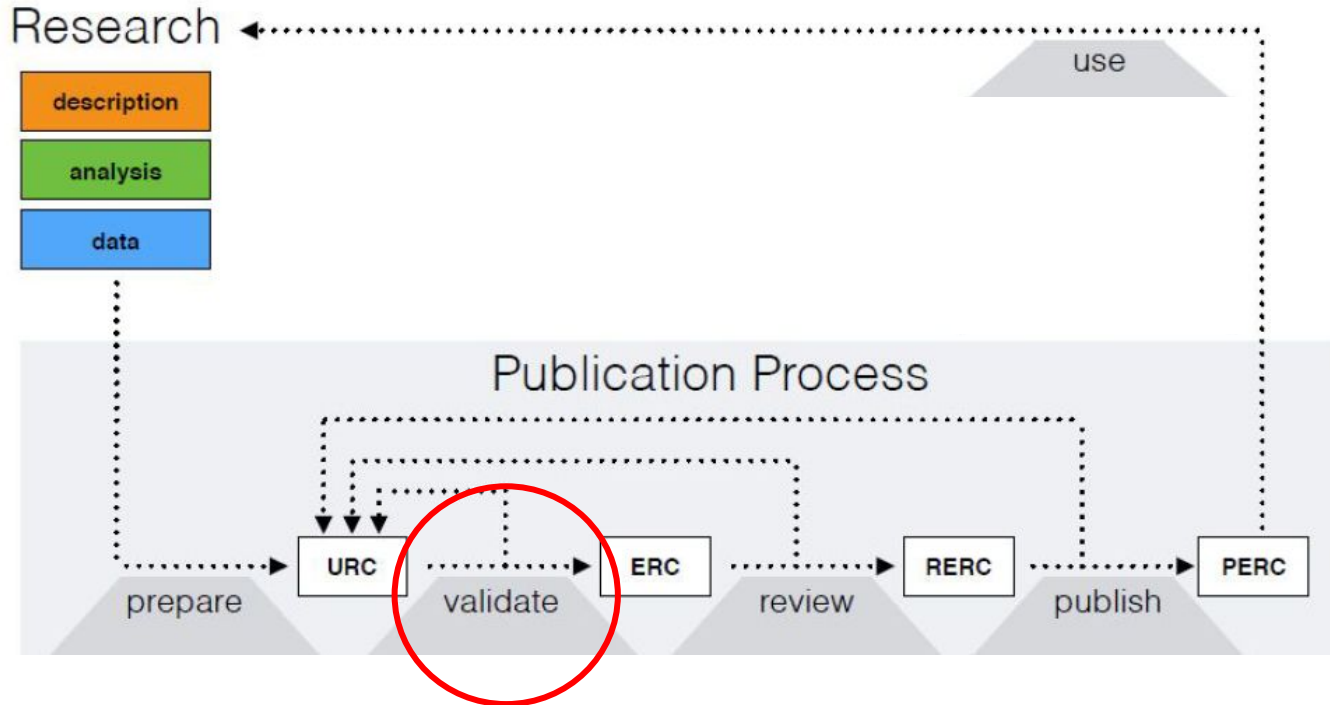 Research
use
description
analysis
data
Publication Process
URC
ERC
RERC
PERC
prepare
validate
review
publish